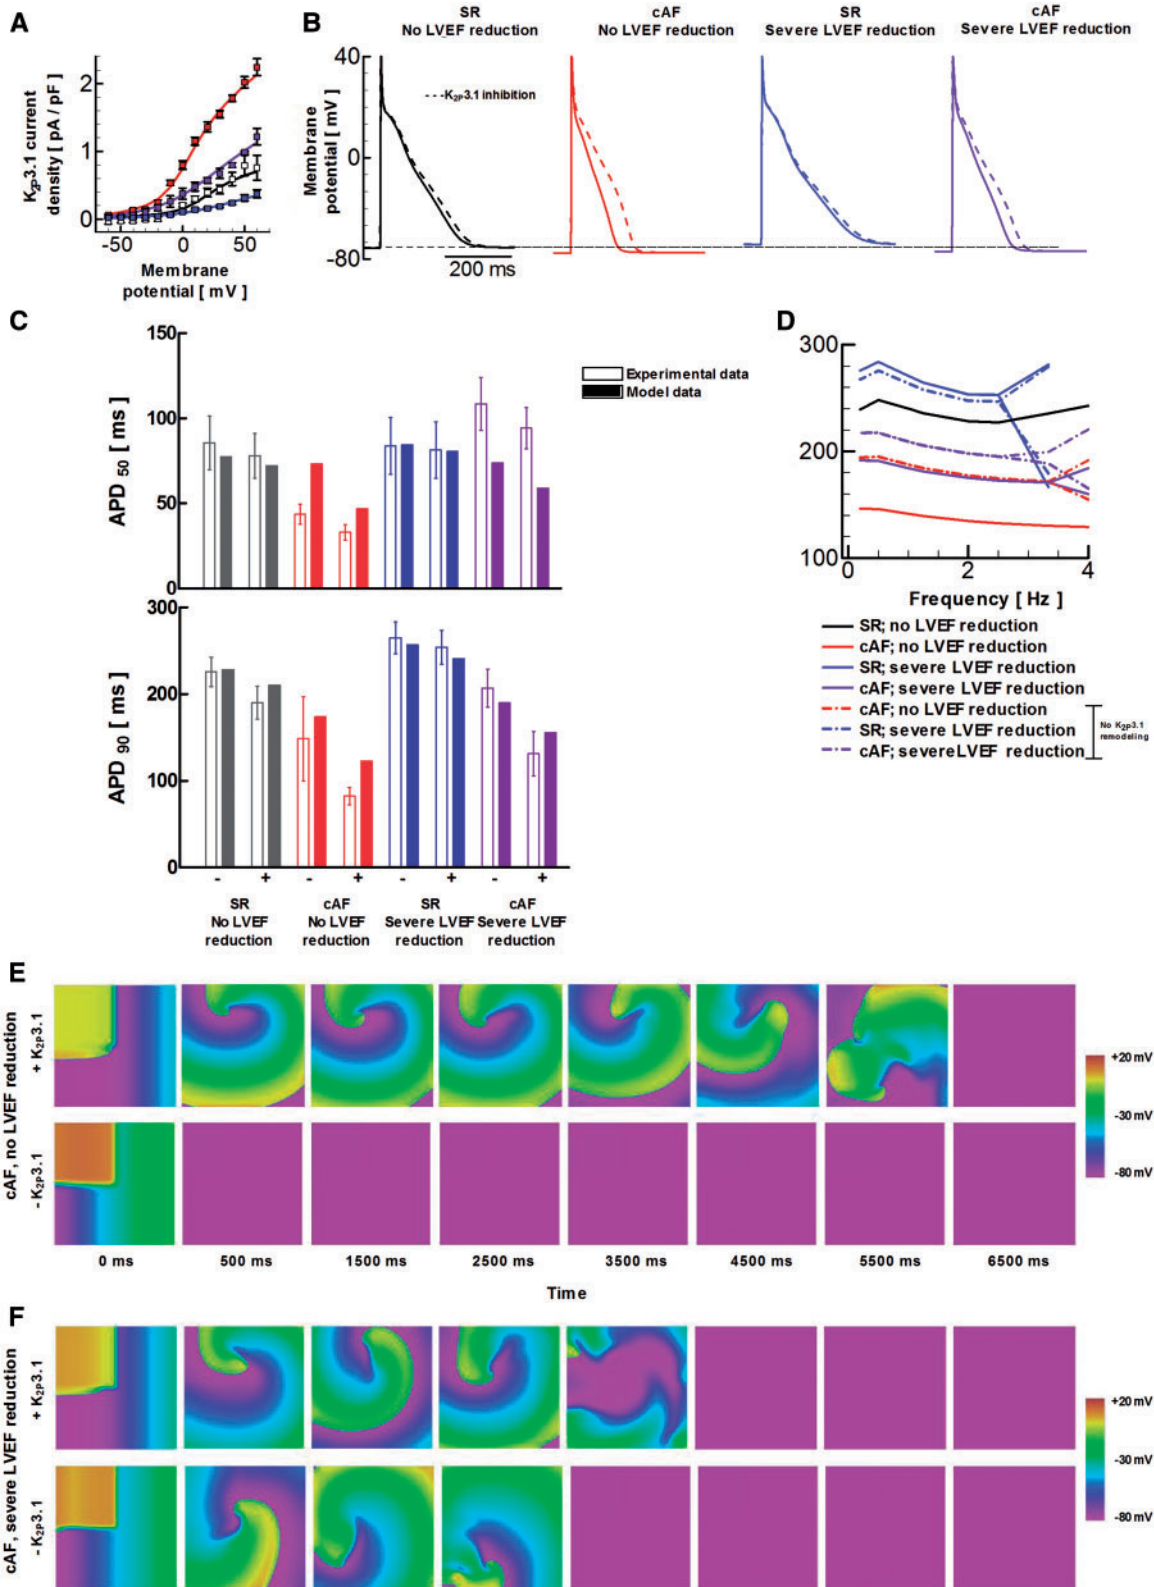 A
K2P3.1 current
density [ pA / pF ]
2
1
0
-50
0
50
Membrane
potential [ mV ]
B
SR
No LVEF reduction
cAF
No LVEF reduction
SR
Severe LVEF reduction
cAF
Severe LVEF reduction
Membrane
potential [ mV ]
40
0
-80
---K2P3.1 inhibition
200 ms
C
APD 50 [ ms ]
150
100
50
0
Experimental data
Model data
APD 90 [ ms ]
300
200
100
0
- + - + - + - +
SR
No LVEF
reduction
cAF
No LVEF
reduction
SR
Severe LVEF
reduction
cAF
Severe LVEF
reduction
D
300
200
100
0
2
4
Frequency [ Hz ]
SR; no LVEF reduction
cAF; no LVEF reduction
SR; severe LVEF reduction
cAF; severe LVEF reduction
cAF; no LVEF reduction
SR; severe LVEF reduction
cAF; severe LVEF reduction
No K2P3.1
remodeling
E
cAF, no LVEF reduction
+ K2P3.1
- K2P3.1
+20 mV
-30 mV
-80 mV
0 ms
500 ms
1500 ms
2500 ms
3500 ms
4500 ms
5500 ms
6500 ms
Time
F
cAF, severe LVEF reduction
+ K2P3.1
- K2P3.1
+20 mV
-30 mV
-80 mV